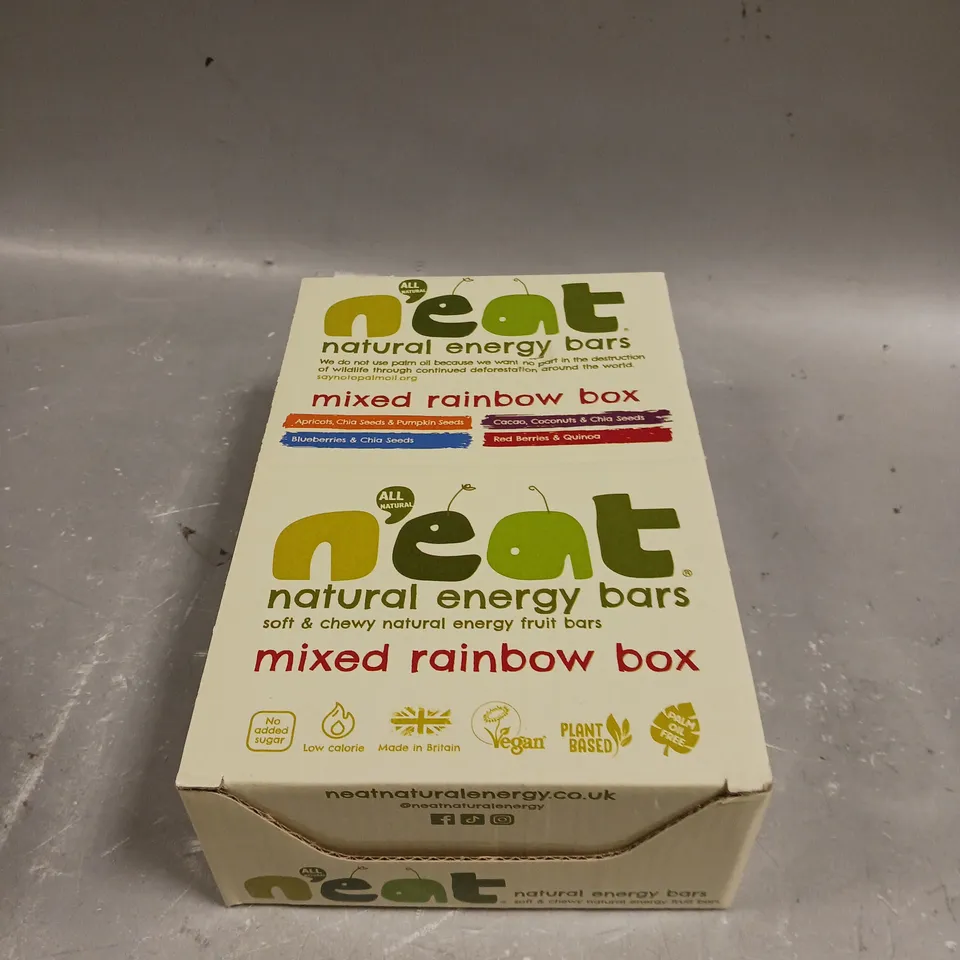 ALL NATURAL
n'eat®
natural energy bars
We do not use palm oil because we want no part in the destruction
of wildlife through continued deforestation around the world.
saynotopalmoil.org
mixed rainbow box
Apricots, Chia Seeds & Pumpkin Seeds
Cacao, Coconuts & Chia Seeds
Blueberries & Chia Seeds
Red Berries & Quinoa
ALL
NATURAL
n'eat®
natural energy bars
soft & chewy natural energy fruit bars
mixed rainbow box
No
added
sugar
Low calorie
Made in Britain
Vegan
PLANT
BASED
PALM
OIL
FREE
neatnaturalenergy.co.uk
@neatnaturalenergy
ALL
NATURAL
n'eat®
natural energy bars
soft & chewy natural energy fruit bars